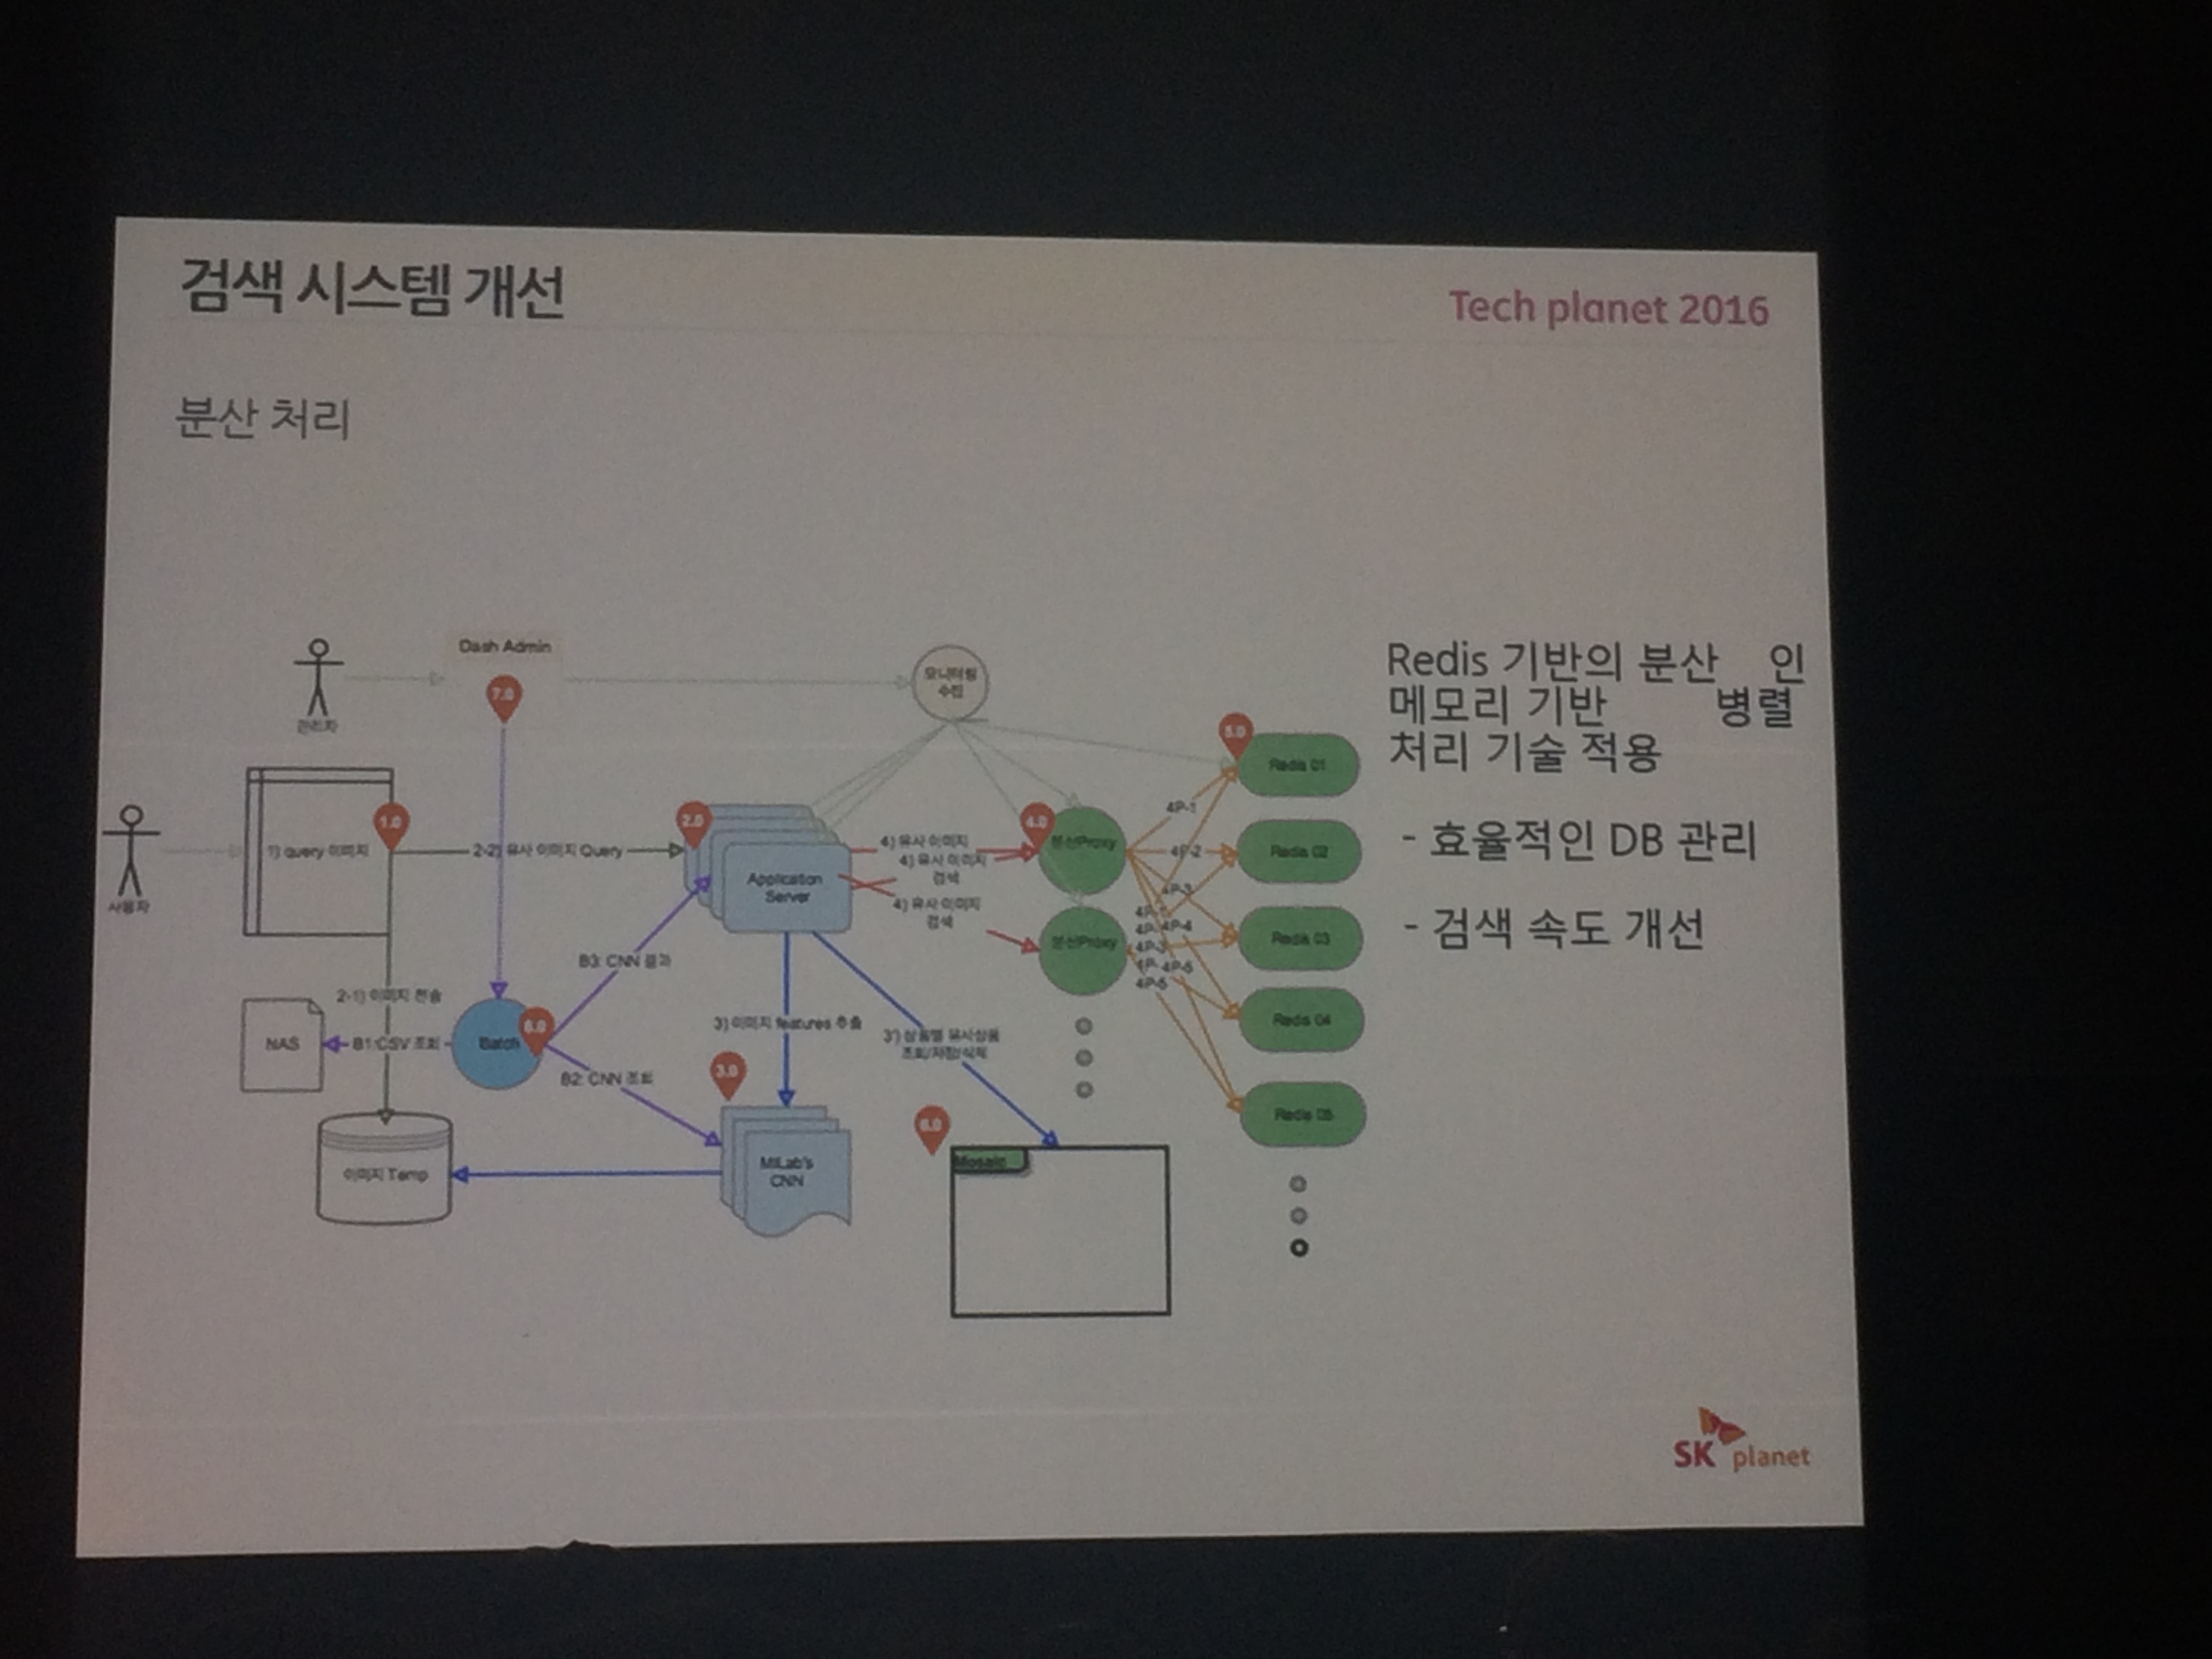 검색 시스템 개선
Tech planet 2016
분산 처리
Dash Admin
모니터링
수집
7.0
관리자
5.0
Redis 01
Redis 기반의 분산 인
메모리 기반 병렬
처리 기술 적용
- 효율적인 DB 관리
- 검색 속도 개선
1.0
1) query 이미지
2-2) 유사 이미지 Query
2.0
Application
Server
4) 유사 이미지
4) 유사 이미지
검색
4) 유사 이미지
검색
4.0
분산Proxy
분산Proxy
4P-1
4P-2
4P-3
4P-4
4P-3
4P-5
4P-5
Redis 02
Redis 03
Redis 04
Redis 05
사용자
B3: CNN 결과
2-1) 이미지 전송
NAS
B1:CSV 조회
Batch
6.0
B2: CNN 조회
3) 이미지 features 추출
3') 상품별 유사상품
조회/저장/삭제
3.0
MiLab's
CNN
이미지 Temp
6.0
Mosaic
SK planet